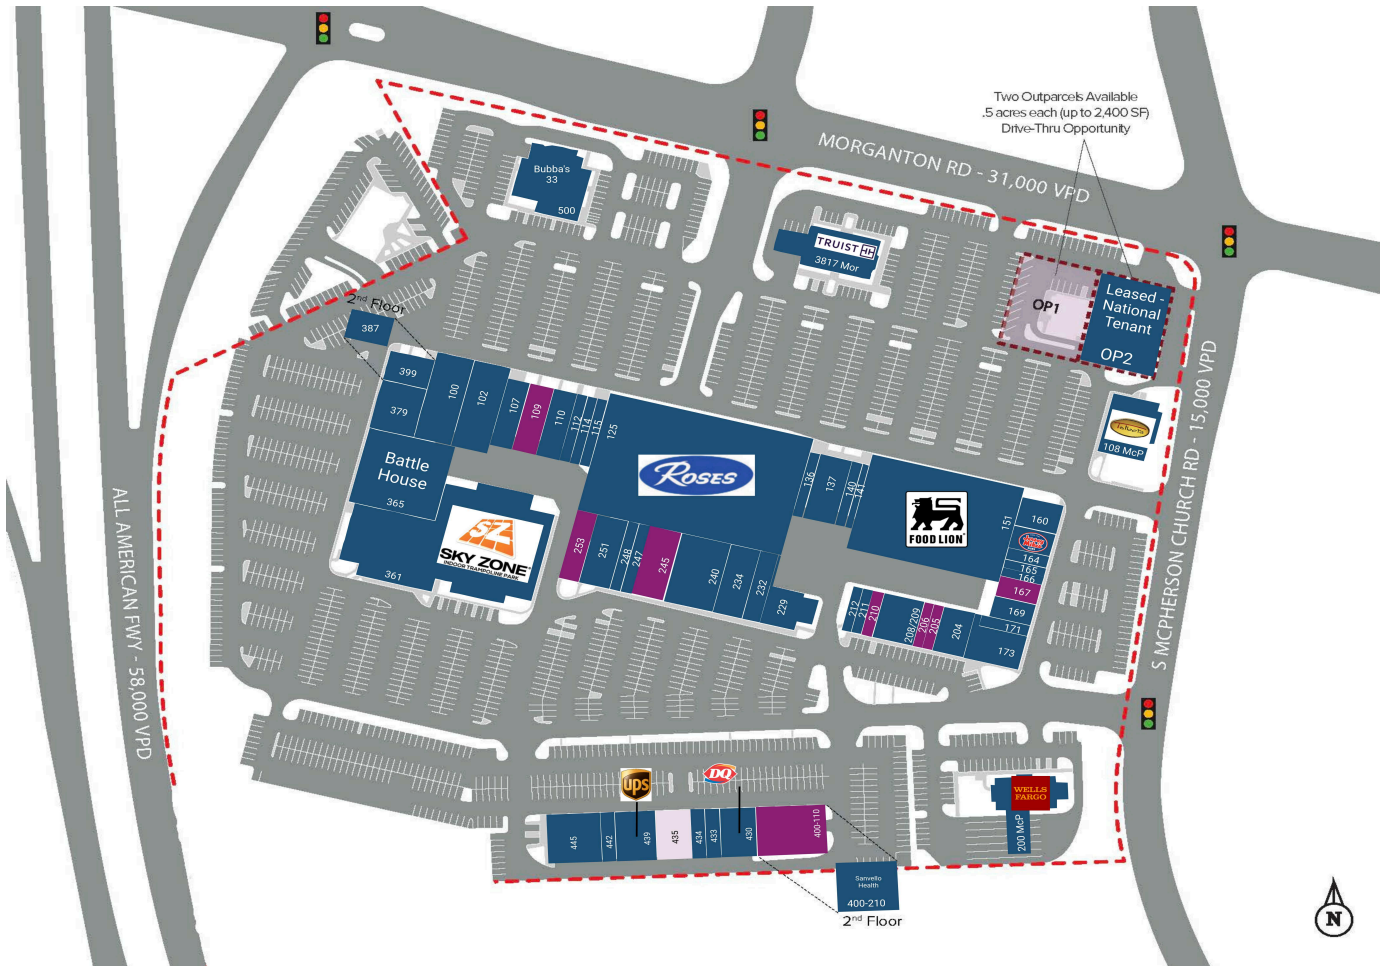 Two Outparcels Available
.5 acres each (up to 2,400 SF)
Drive-Thru Opportunity
MORGANTON RD - 31,000 VPD
Bubba's
33
500
TRUIST
3817 Mor
OP1
Leased -
National
Tenant
OP2
2nd Floor
387
399
379
100
102
107
109
110
112
114
115
125
ROSES
136
137
140
141
FOOD LION
151
160
164
165
166
167
169
171
173
108 McP
S MCPHERSON CHURCH RD - 15,000 VPD
Battle
House
365
SKY ZONE
INDOOR TRAMPOLINE PARK
361
253
251
248
247
245
240
234
232
229
212
211
210
208/209
206
205
204
ALL AMERICAN FWY - 58,000 VPD
ups
DQ
WELLS
FARGO
200 McP
445
442
439
435
434
433
430
400-110
Sanvello
Health
400-210
2nd Floor
N